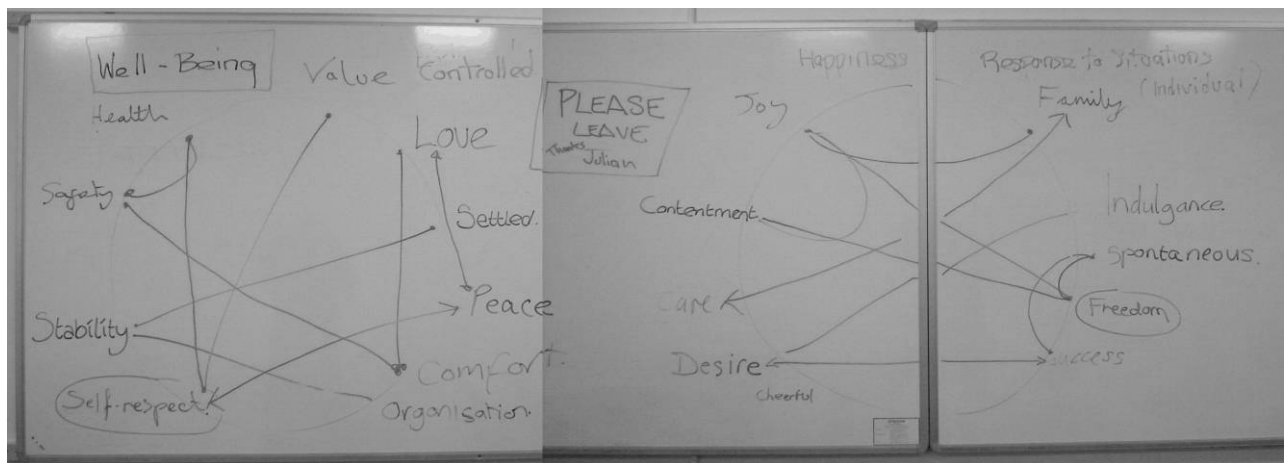 Well-Being
Value
Controlled
Health
Love
Safety
Settled.
Stability
Peace
Comfort.
Self-respect.
Organisation.
PLEASE
LEAVE
Thanks
Julian
Happiness
Joy
Contentment
Care
Desire
Cheerful
Response to Situations
(Individual)
Family
Indulgance.
Spontaneous.
Freedom
Success